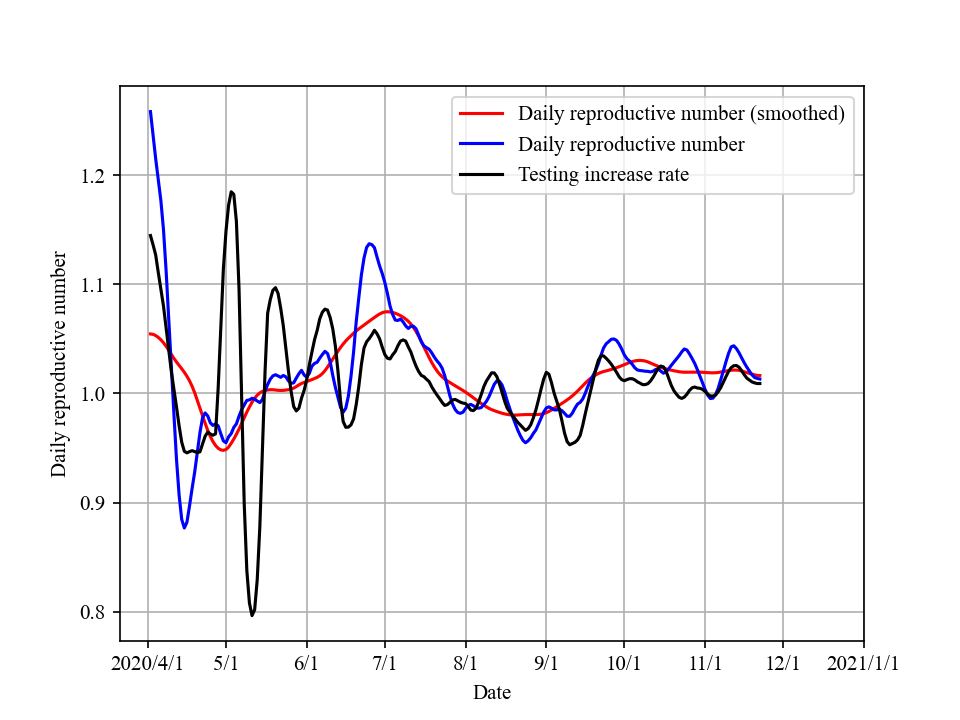 Daily reproductive number (smoothed)
Daily reproductive number
Testing increase rate
Daily reproductive number
1.2
1.1
1.0
0.9
0.8
2020/4/1 5/1 6/1 7/1 8/1 9/1 10/1 11/1 12/1 2021/1/1
Date